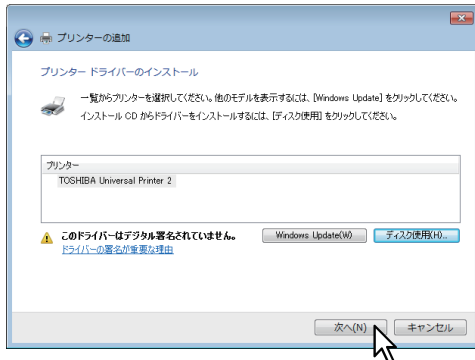 プリンターの追加
プリンター ドライバーのインストール
一覧からプリンターを選択してください。他のモデルを表示するには、[Windows Update] をクリックしてください。
インストール CD からドライバーをインストールするには、[ディスク使用] をクリックしてください。
プリンター
TOSHIBA Universal Printer 2
このドライバーはデジタル署名されていません。
Windows Update(W)
ディスク使用(H)...
ドライバーの署名が重要な理由
次へ(N)
キャンセル